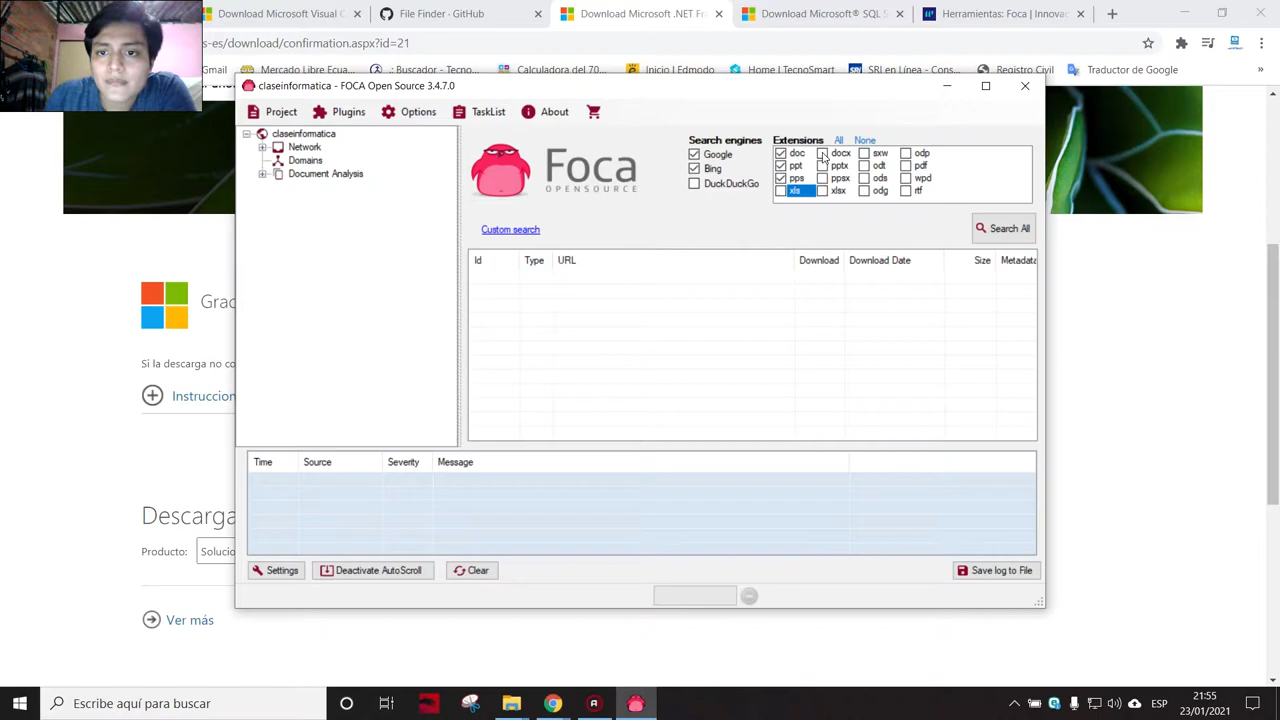 Download Microsoft Visual C
File Finder - GitHub
Download Microsoft .NET Fra
Download Microsoft® SQL S
Herramientas Foca | Innovac
s-es/download/confirmation.aspx?id=21
Gmail
Mercado Libre Ecua...
.: Buscador - Tecno...
Calculadora del 70...
Inicio | Edmodo
Home | TecnoSmart
SRI en Línea - Cons...
Registro Civil
Traductor de Google
»
claseinformatica - FOCA Open Source 3.4.7.0
Project
Plugins
Options
TaskList
About
claseinformatica
Network
Domains
Document Analysis
Foca
OPENSOURCE
Search engines
Google
Bing
DuckDuckGo
Extensions All None
doc docx sxw odp
ppt pptx odt pdf
pps ppsx ods wpd
xls xlsx odg rtf
Custom search
Search All
Id Type URL Download Download Date Size Metadata
Grac
Si la descarga no co
Instruccion
Descarga
Producto: Solucio
Ver más
Time Source Severity Message
Settings
Deactivate AutoScroll
Clear
Save log to File
Escribe aquí para buscar
ESP
21:55
23/01/2021